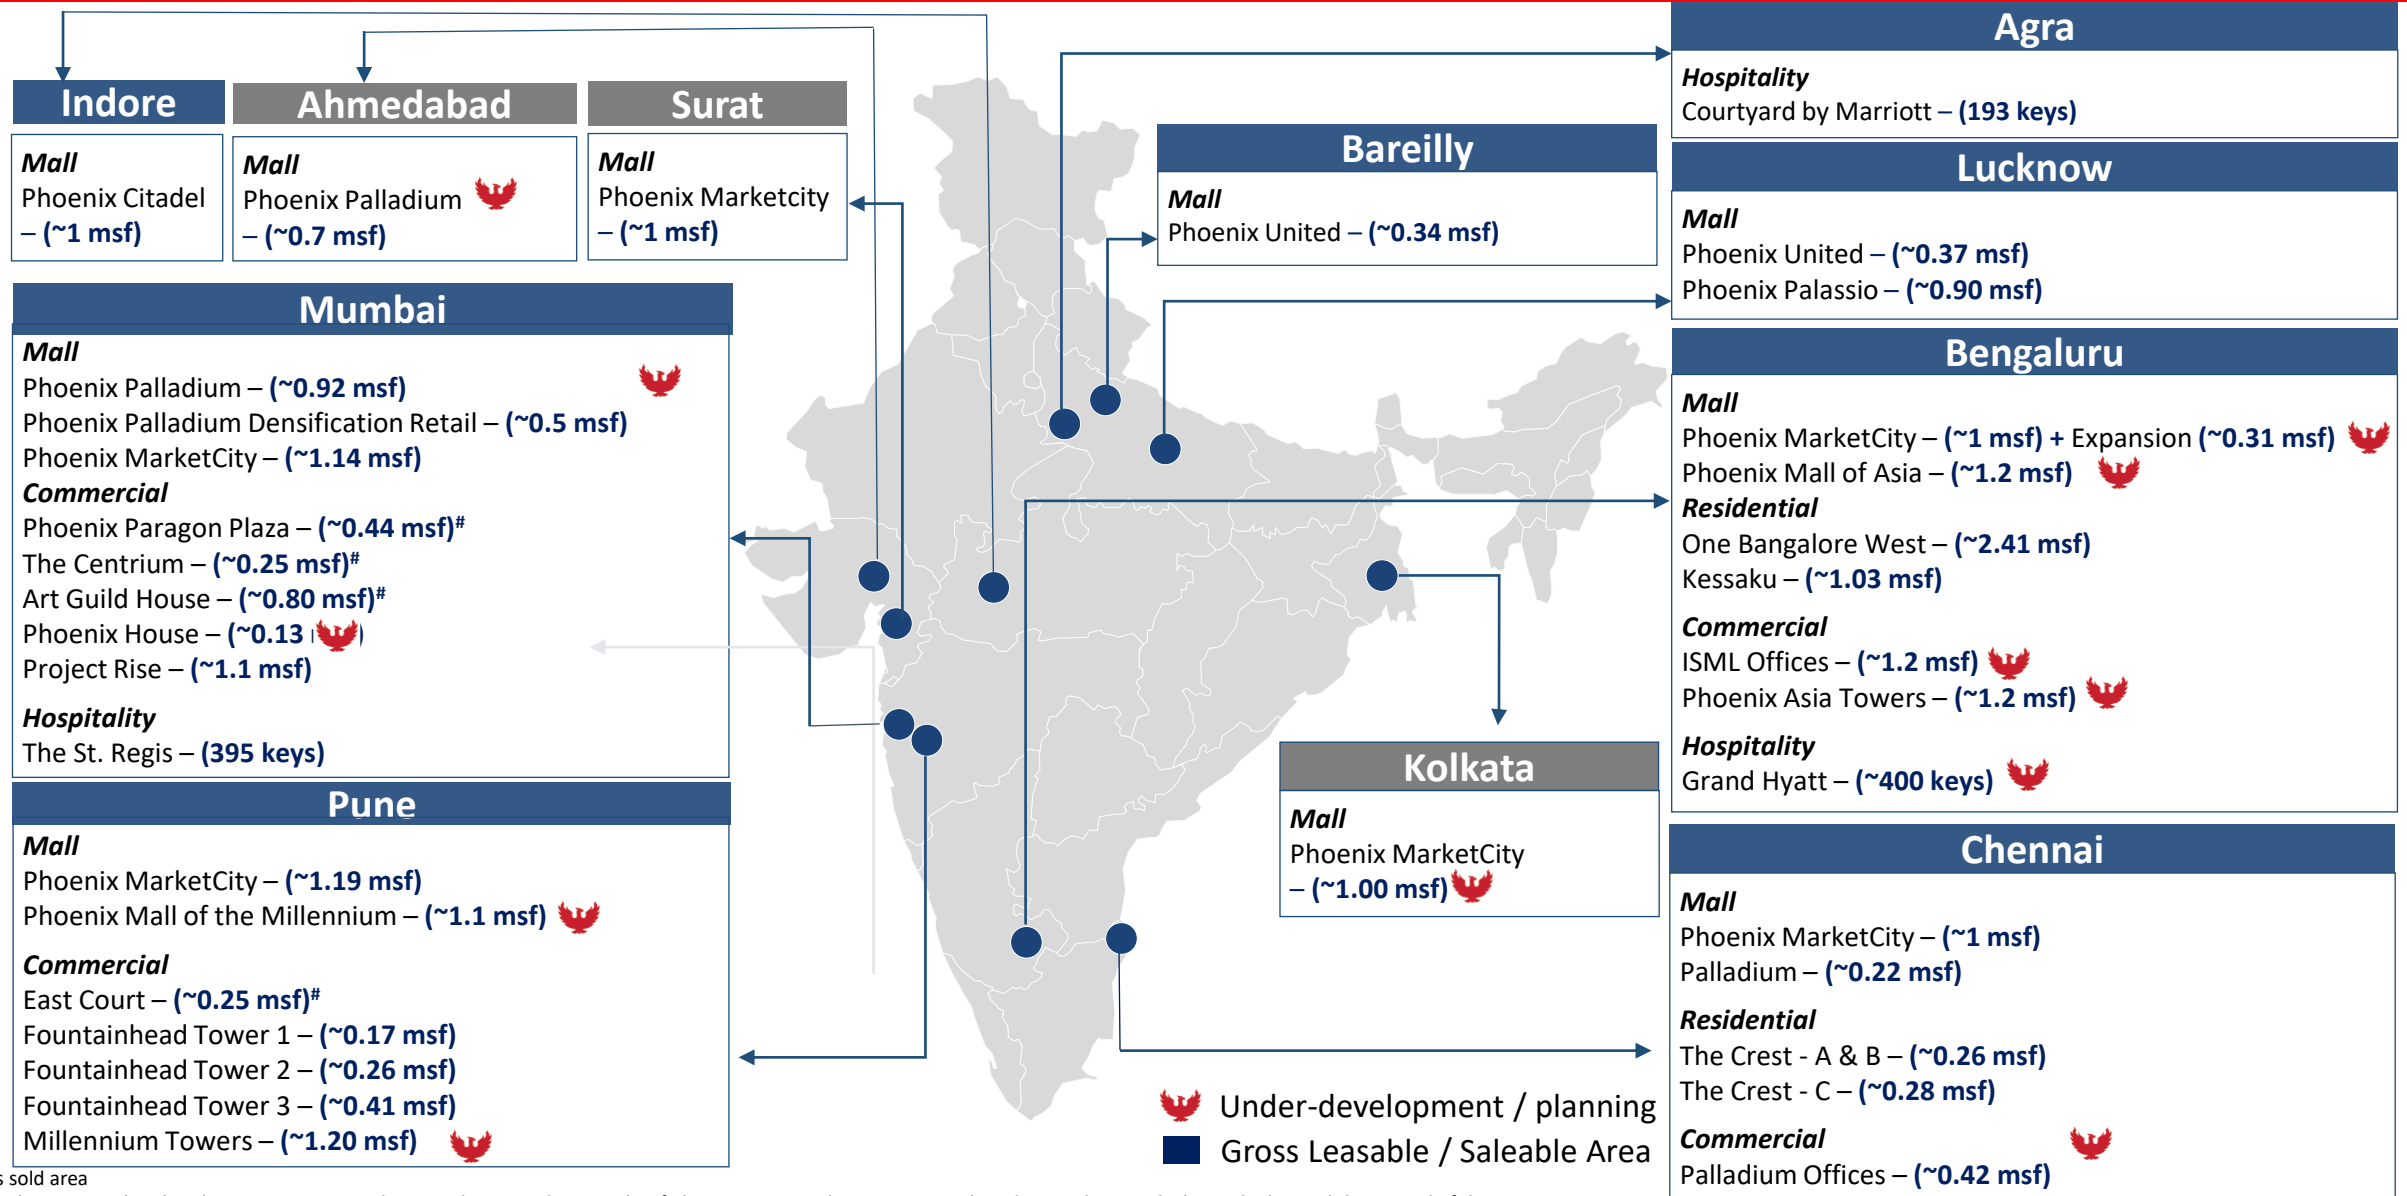 Indore
Mall
Phoenix Citadel
– (~1 msf)
Ahmedabad
Mall
Phoenix Palladium
– (~0.7 msf)
Surat
Mall
Phoenix Marketcity
– (~1 msf)
Bareilly
Mall
Phoenix United – (~0.34 msf)
Agra
Hospitality
Courtyard by Marriott – (193 keys)
Lucknow
Mall
Phoenix United – (~0.37 msf)
Phoenix Palassio – (~0.90 msf)
Mumbai
Mall
Phoenix Palladium – (~0.92 msf)
Phoenix Palladium Densification Retail – (~0.5 msf)
Phoenix MarketCity – (~1.14 msf)
Commercial
Phoenix Paragon Plaza – (~0.44 msf)#
The Centrium – (~0.25 msf)#
Art Guild House – (~0.80 msf)#
Phoenix House – (~0.13 )
Project Rise – (~1.1 msf)
Hospitality
The St. Regis – (395 keys)
Bengaluru
Mall
Phoenix MarketCity – (~1 msf) + Expansion (~0.31 msf)
Phoenix Mall of Asia – (~1.2 msf)
Residential
One Bangalore West – (~2.41 msf)
Kessaku – (~1.03 msf)
Commercial
ISML Offices – (~1.2 msf)
Phoenix Asia Towers – (~1.2 msf)
Hospitality
Grand Hyatt – (~400 keys)
Pune
Mall
Phoenix MarketCity – (~1.19 msf)
Phoenix Mall of the Millennium – (~1.1 msf)
Commercial
East Court – (~0.25 msf)#
Fountainhead Tower 1 – (~0.17 msf)
Fountainhead Tower 2 – (~0.26 msf)
Fountainhead Tower 3 – (~0.41 msf)
Millennium Towers – (~1.20 msf)
Kolkata
Mall
Phoenix MarketCity
– (~1.00 msf)
Chennai
Mall
Phoenix MarketCity – (~1 msf)
Palladium – (~0.22 msf)
Residential
The Crest - A & B – (~0.26 msf)
The Crest - C – (~0.28 msf)
Commercial
Palladium Offices – (~0.42 msf)
Under-development / planning
Gross Leasable / Saleable Area
s sold area